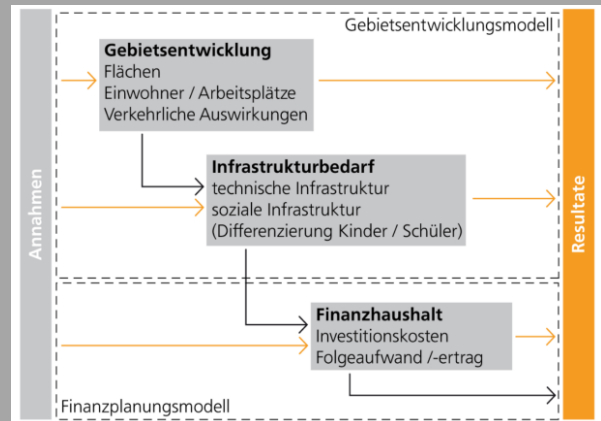 Gebietsentwicklungsmodell
Gebietsentwicklung
Flächen
Einwohner / Arbeitsplätze
Verkehrliche Auswirkungen
Infrastrukturbedarf
technische Infrastruktur
soziale Infrastruktur
(Differenzierung Kinder / Schüler)
Annahmen
Resultate
Finanzhaushalt
Investitionskosten
Folgeaufwand /-ertrag
Finanzplanungsmodell